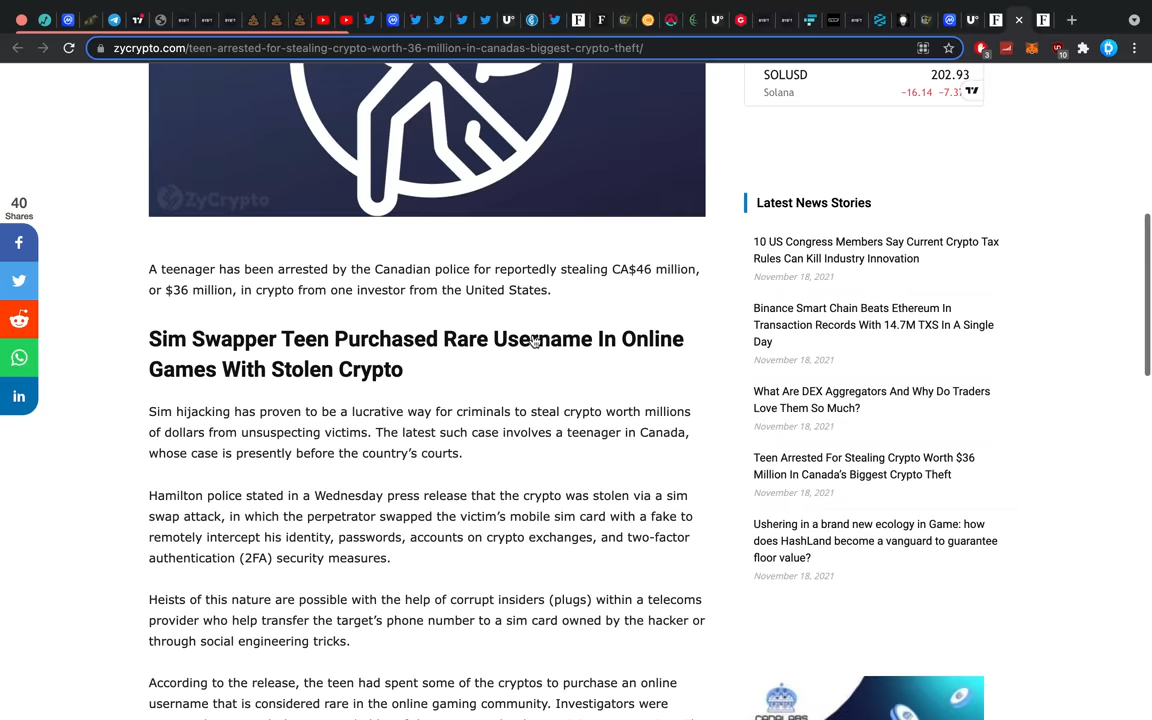 zycrypto.com/teen-arrested-for-stealing-crypto-worth-36-million-in-canadas-biggest-crypto-theft/
3
10
ZyCrypto
SOLUSD 202.93
Solana −16.14 −7.3
40
Shares
Latest News Stories
10 US Congress Members Say Current Crypto Tax
Rules Can Kill Industry Innovation
November 18, 2021
Binance Smart Chain Beats Ethereum In
Transaction Records With 14.7M TXS In A Single
Day
November 18, 2021
What Are DEX Aggregators And Why Do Traders
Love Them So Much?
November 18, 2021
Teen Arrested For Stealing Crypto Worth $36
Million In Canada's Biggest Crypto Theft
November 18, 2021
Ushering in a brand new ecology in Game: how
does HashLand become a vanguard to guarantee
floor value?
November 18, 2021
A teenager has been arrested by the Canadian police for reportedly stealing CA$46 million,
or $36 million, in crypto from one investor from the United States.
Sim Swapper Teen Purchased Rare Username In Online
Games With Stolen Crypto
Sim hijacking has proven to be a lucrative way for criminals to steal crypto worth millions
of dollars from unsuspecting victims. The latest such case involves a teenager in Canada,
whose case is presently before the country's courts.
Hamilton police stated in a Wednesday press release that the crypto was stolen via a sim
swap attack, in which the perpetrator swapped the victim's mobile sim card with a fake to
remotely intercept his identity, passwords, accounts on crypto exchanges, and two-factor
authentication (2FA) security measures.
Heists of this nature are possible with the help of corrupt insiders (plugs) within a telecoms
provider who help transfer the target's phone number to a sim card owned by the hacker or
through social engineering tricks.
According to the release, the teen had spent some of the cryptos to purchase an online
username that is considered rare in the online gaming community. Investigators were